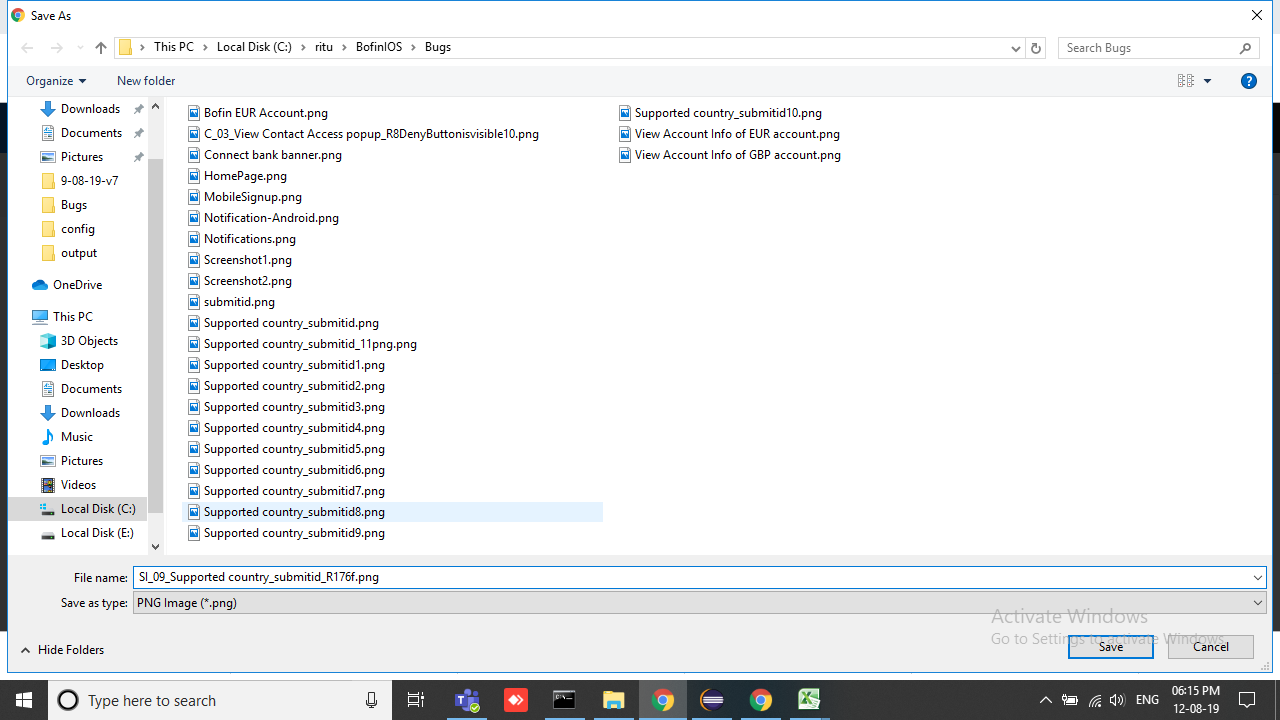 Save As
This PC > Local Disk (C:) > ritu > BofinIOS > Bugs
Search Bugs
Organize
New folder
Downloads
Documents
Pictures
9-08-19-v7
Bugs
config
output
OneDrive
This PC
3D Objects
Desktop
Documents
Downloads
Music
Pictures
Videos
Local Disk (C:)
Local Disk (E:)
Bofin EUR Account.png
C_03_View Contact Access popup_R8DenyButtonisvisible10.png
Connect bank banner.png
HomePage.png
MobileSignup.png
Notification-Android.png
Notifications.png
Screenshot1.png
Screenshot2.png
submitid.png
Supported country_submitid.png
Supported country_submitid_11png.png
Supported country_submitid1.png
Supported country_submitid2.png
Supported country_submitid3.png
Supported country_submitid4.png
Supported country_submitid5.png
Supported country_submitid6.png
Supported country_submitid7.png
Supported country_submitid8.png
Supported country_submitid9.png
Supported country_submitid10.png
View Account Info of EUR account.png
View Account Info of GBP account.png
File name: SI_09_Supported country_submitid_R176f.png
Save as type: PNG Image (*.png)
Activate Windows
Go to Settings to activate Windows.
Hide Folders
Save
Cancel
Type here to search
ENG
06:15 PM
12-08-19